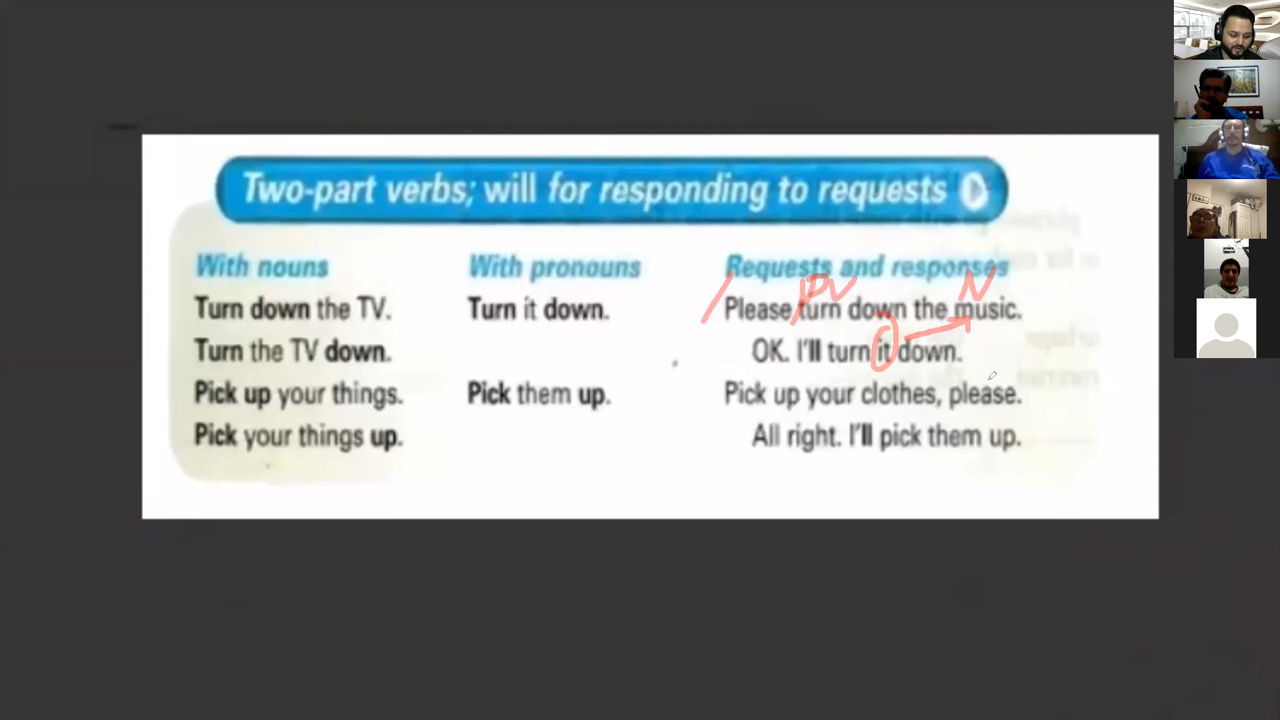 Two-part verbs; will for responding to requests
With nouns With pronouns Requests and responses
PV N
Turn down the TV. Turn it down. Please turn down the music.
Turn the TV down. OK. I'll turn it down.
Pick up your things. Pick them up. Pick up your clothes, please.
Pick your things up. All right. I'll pick them up.